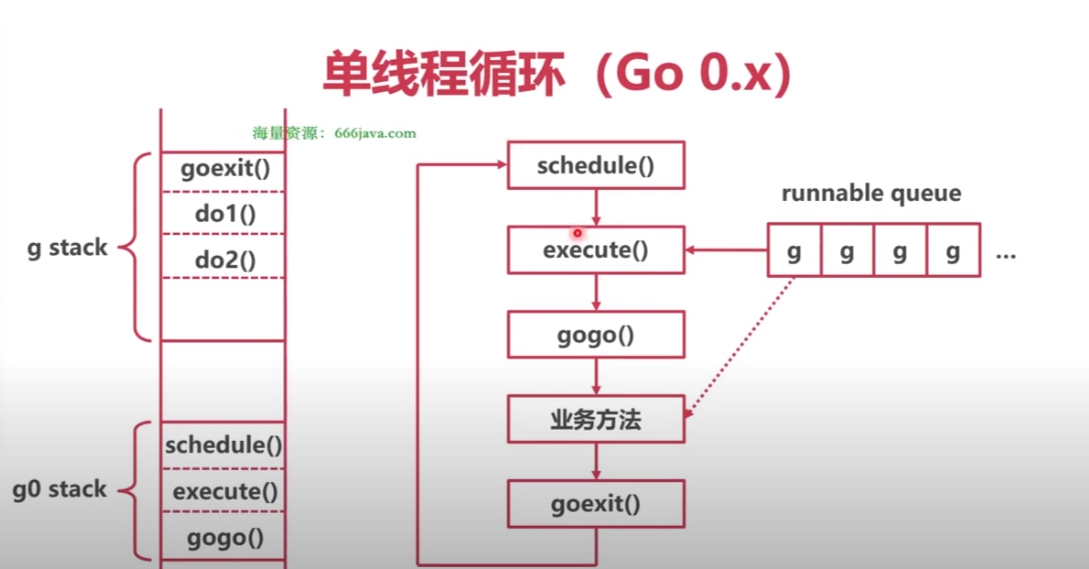 单线程循环（Go 0.x）
海量资源：666java.com
goexit()
do1()
do2()
g stack
schedule()
execute()
gogo()
g0 stack
schedule()
execute()
gogo()
业务方法
goexit()
runnable queue
g g g g ...